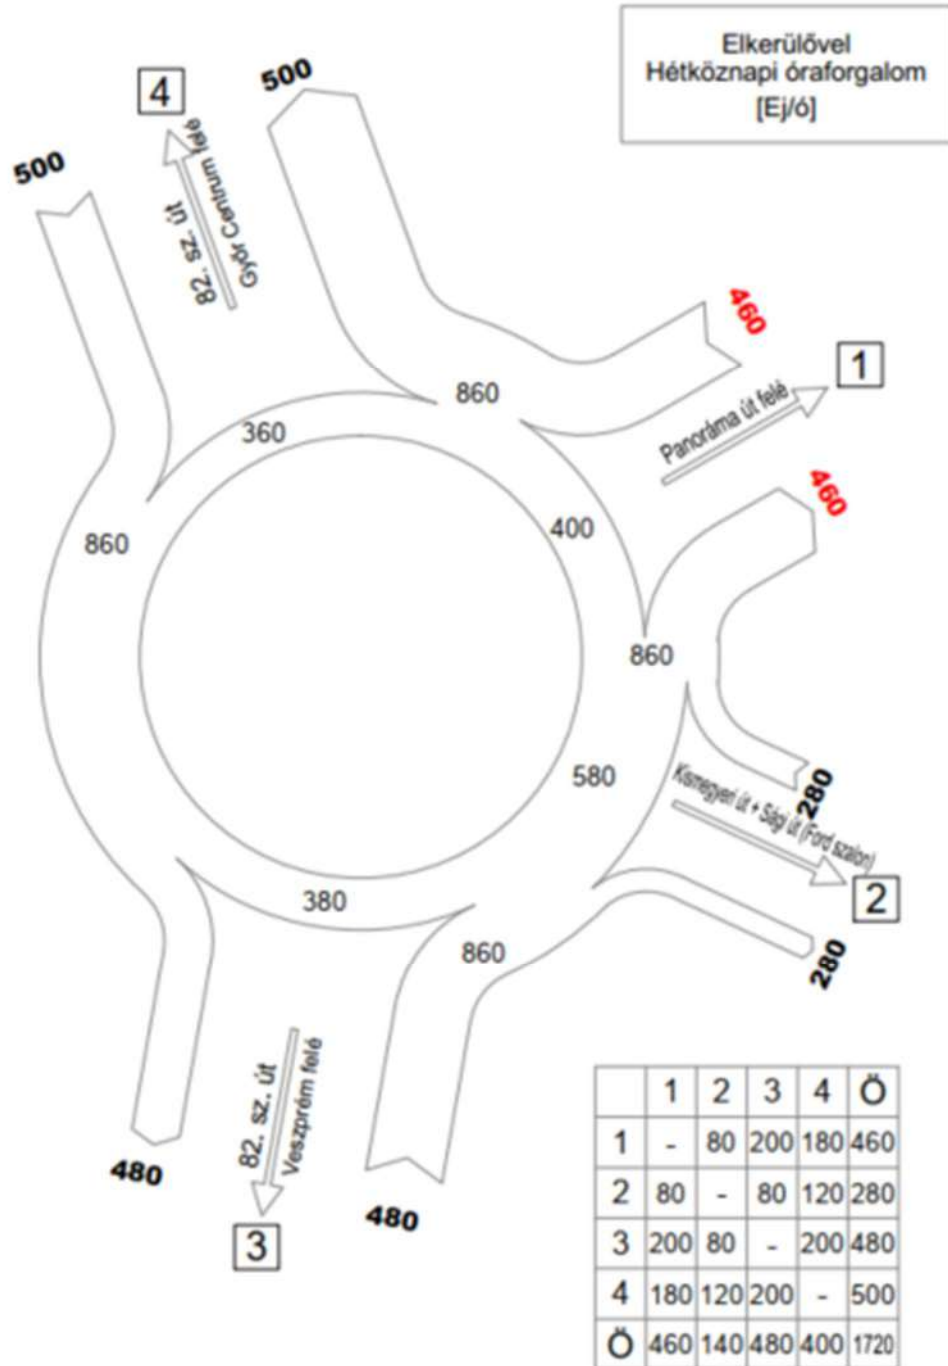 Elkerülővel
Hétköznapi óraforgalom
[Ej/ó]
4
500
500
82. sz. út
Győr Centrum felé
460
1
Panoráma út felé
460
860
360
400
860
860
580
280
Kismegyeri út + Sági út (Ford szalon)
2
280
380
860
82. sz. út
Veszprém felé
480
480
3
1 2 3 4 Ö
1 - 80 200 180 460
2 80 - 80 120 280
3 200 80 - 200 480
4 180 120 200 - 500
Ö 460 140 480 400 1720